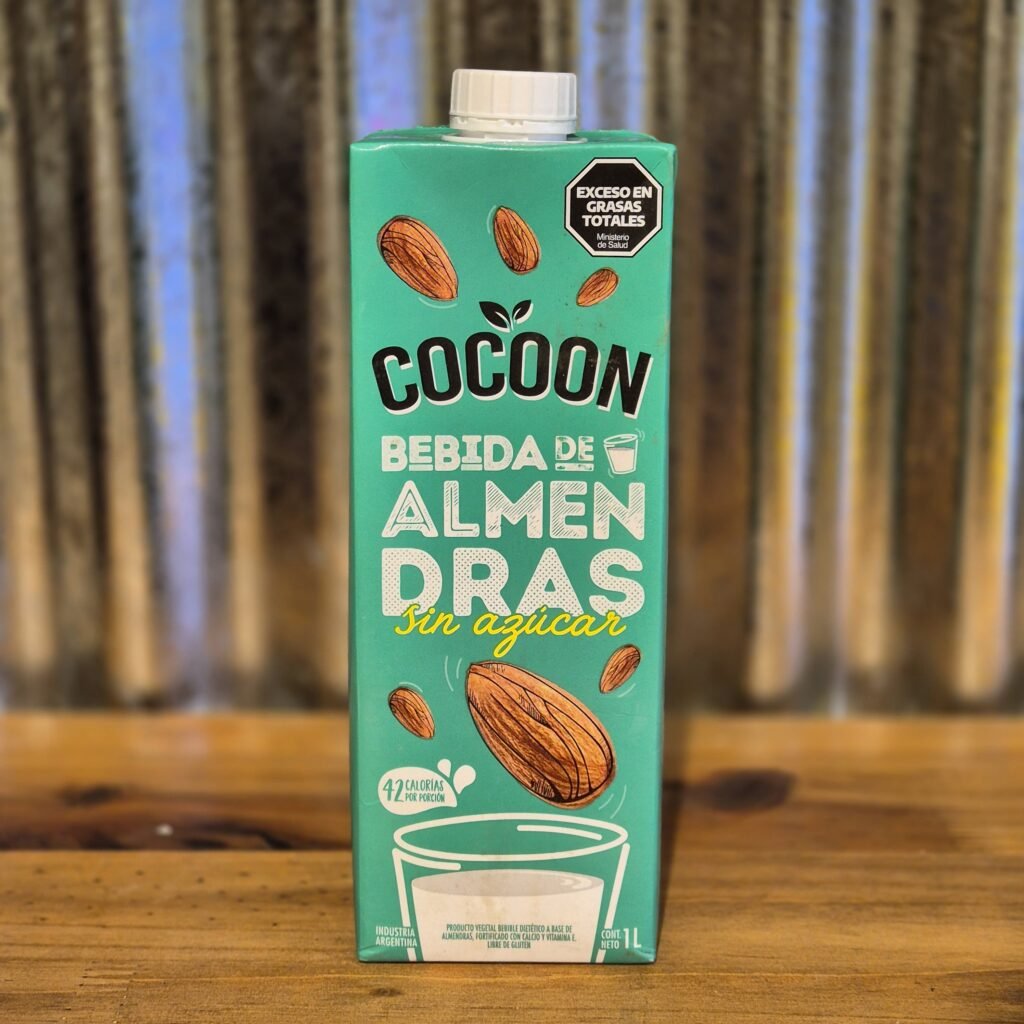 EXCESO EN
GRASAS
TOTALES
Ministerio
de Salud
COCOON
BEBIDA DE
ALMEN
DRAS
sin azúcar
42 CALORÍAS
POR PORCIÓN
INDUSTRIA
ARGENTINA
PRODUCTO VEGETAL BEBIBLE DIETÉTICO A BASE DE
ALMENDRAS, FORTIFICADO CON CALCIO Y VITAMINA E.
LIBRE DE GLUTEN
CONT.
NETO 1L